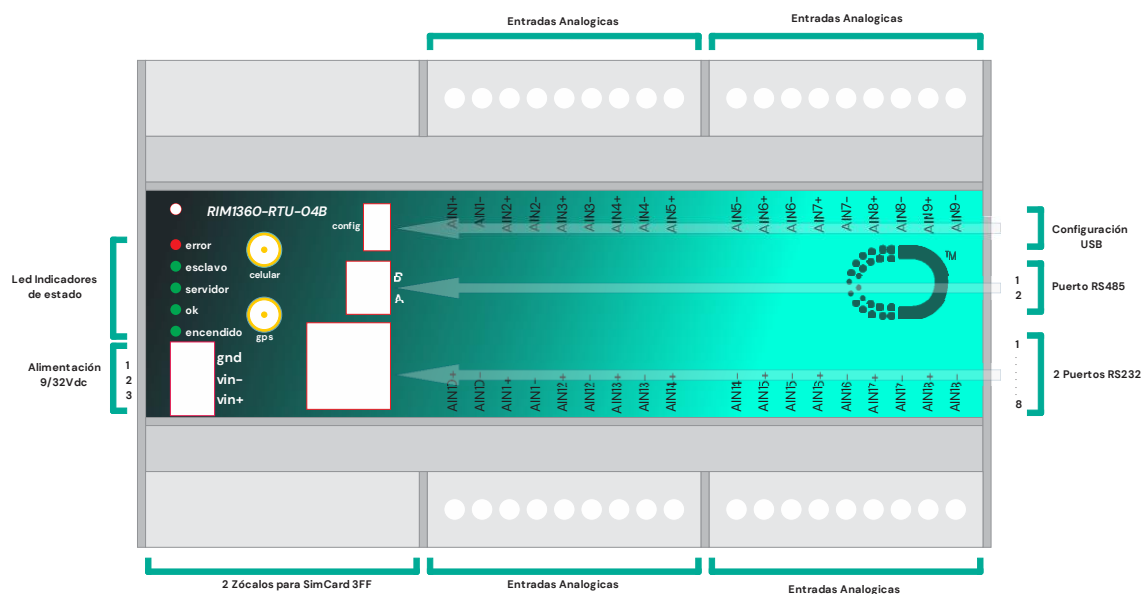 Entradas Analogicas
Entradas Analogicas
RIM1360-RTU-04B
config
error
esclavo
servidor
ok
encendido
celular
gps
B
A
gnd
vin-
vin+
AIN1+
AIN1-
AIN2+
AIN2-
AIN3+
AIN3-
AIN4+
AIN4-
AIN5+
AIN5-
AIN6+
AIN6-
AIN7+
AIN7-
AIN8+
AIN8-
AIN9+
AIN9-
TM
AIN10+
AIN10-
AIN1+
AIN1-
AIN12+
AIN12-
AIN13+
AIN13-
AIN14+
AIN14-
AIN15+
AIN15-
AIN16+
AIN16-
AIN17+
AIN17-
AIN18+
AIN18-
Led Indicadores
de estado
Alimentación
9/32Vdc
1
2
3
Configuración
USB
1
2
Puerto RS485
1
8
2 Puertos RS232
2 Zócalos para SimCard 3FF
Entradas Analogicas
Entradas Analogicas